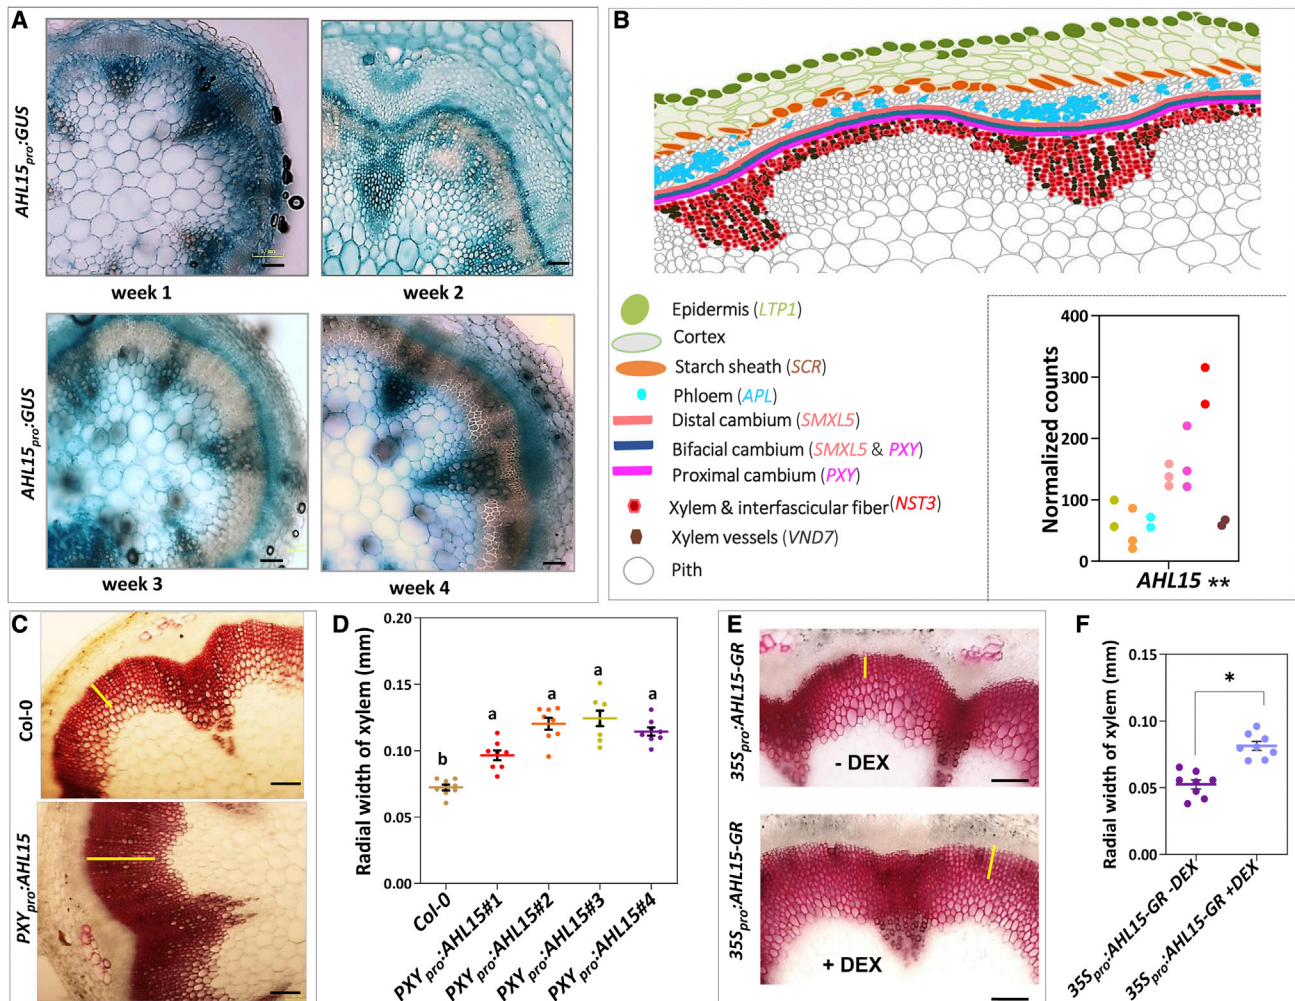 A
AHL15pro:GUS
week 1
week 2
AHL15pro:GUS
week 3
week 4
B
Epidermis (LTP1)
Cortex
Starch sheath (SCR)
Phloem (APL)
Distal cambium (SMXL5)
Bifacial cambium (SMXL5 & PXY)
Proximal cambium (PXY)
Xylem & interfascicular fiber(NST3)
Xylem vessels (VND7)
Pith
Normalized counts
400
300
200
100
0
AHL15 **
C
Col-0
PXYpro:AHL15
D
Radial width of xylem (mm)
0.20
0.15
0.10
0.05
0.00
b
a
a
a
a
Col-0
PXYpro:AHL15#1
PXYpro:AHL15#2
PXYpro:AHL15#3
PXYpro:AHL15#4
E
35Spro:AHL15-GR
- DEX
35Spro:AHL15-GR
+ DEX
F
Radial width of xylem (mm)
0.15
0.10
0.05
0.00
*
35Spro:AHL15-GR -DEX
35Spro:AHL15-GR +DEX